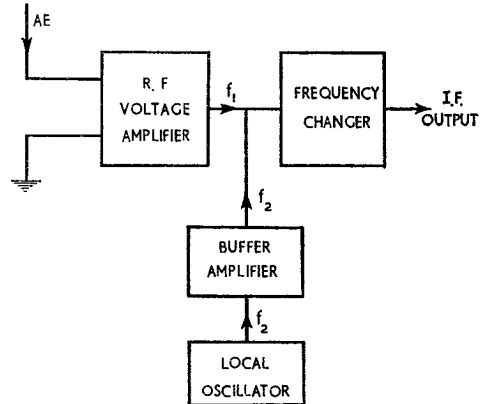 AE
R.F
VOLTAGE
AMPLIFIER
f₁
FREQUENCY
CHANGER
I.F.
OUTPUT
f₂
BUFFER
AMPLIFIER
f₂
LOCAL
OSCILLATOR